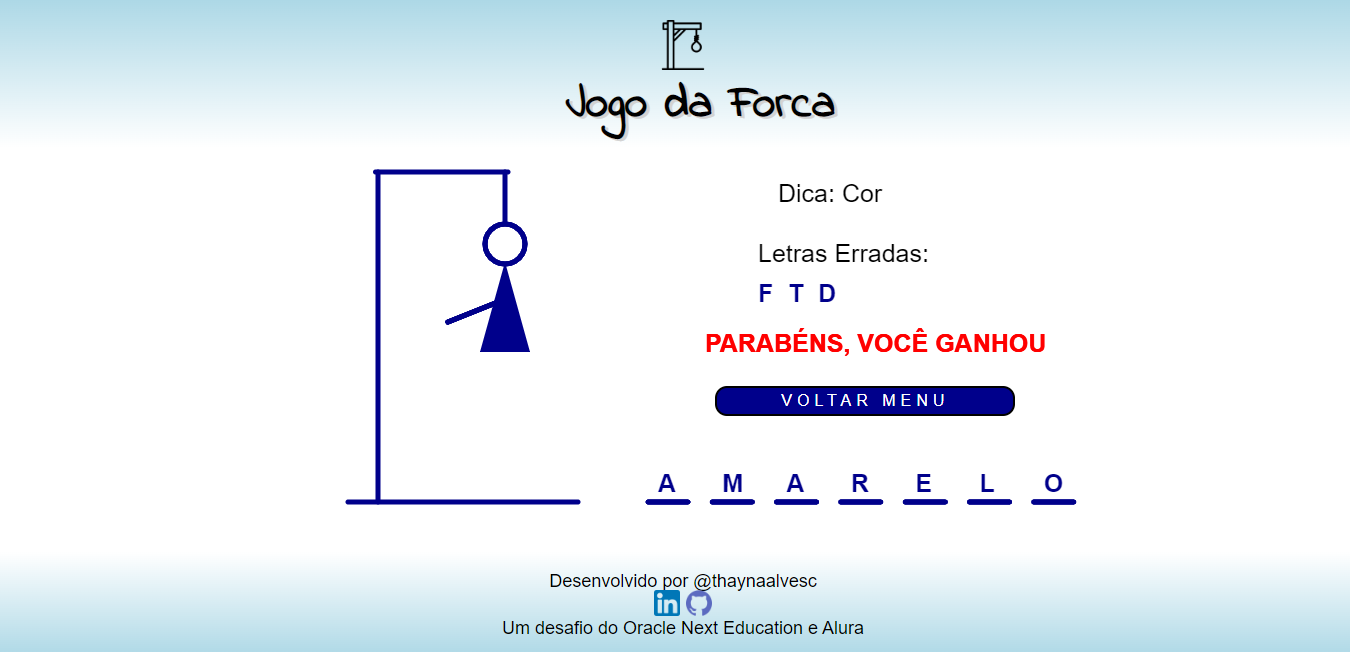 Jogo da Forca
Dica: Cor
Letras Erradas:
F T D
PARABÉNS, VOCÊ GANHOU
VOLTAR MENU
A M A R E L O
Desenvolvido por @thaynaalvesc
in
Um desafio do Oracle Next Education e Alura